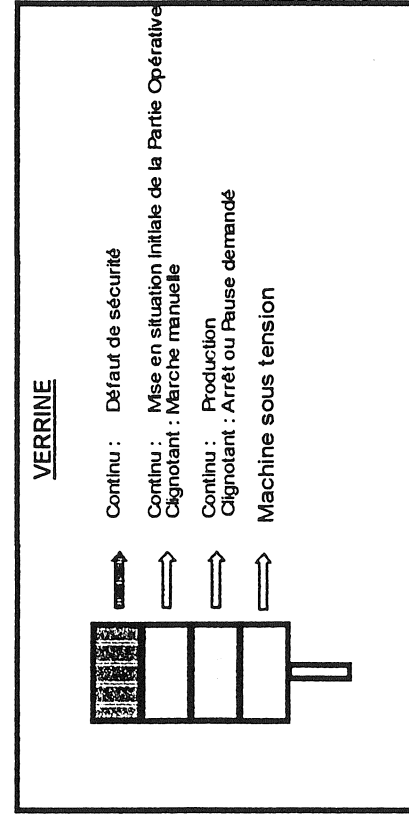 VERRINE
Continu : Défaut de sécurité
Continu : Mise en situation Initiale de la Partie Opérative
Clignotant : Marche manuelle
Continu : Production
Clignotant : Arrêt ou Pause demandé
Machine sous tension